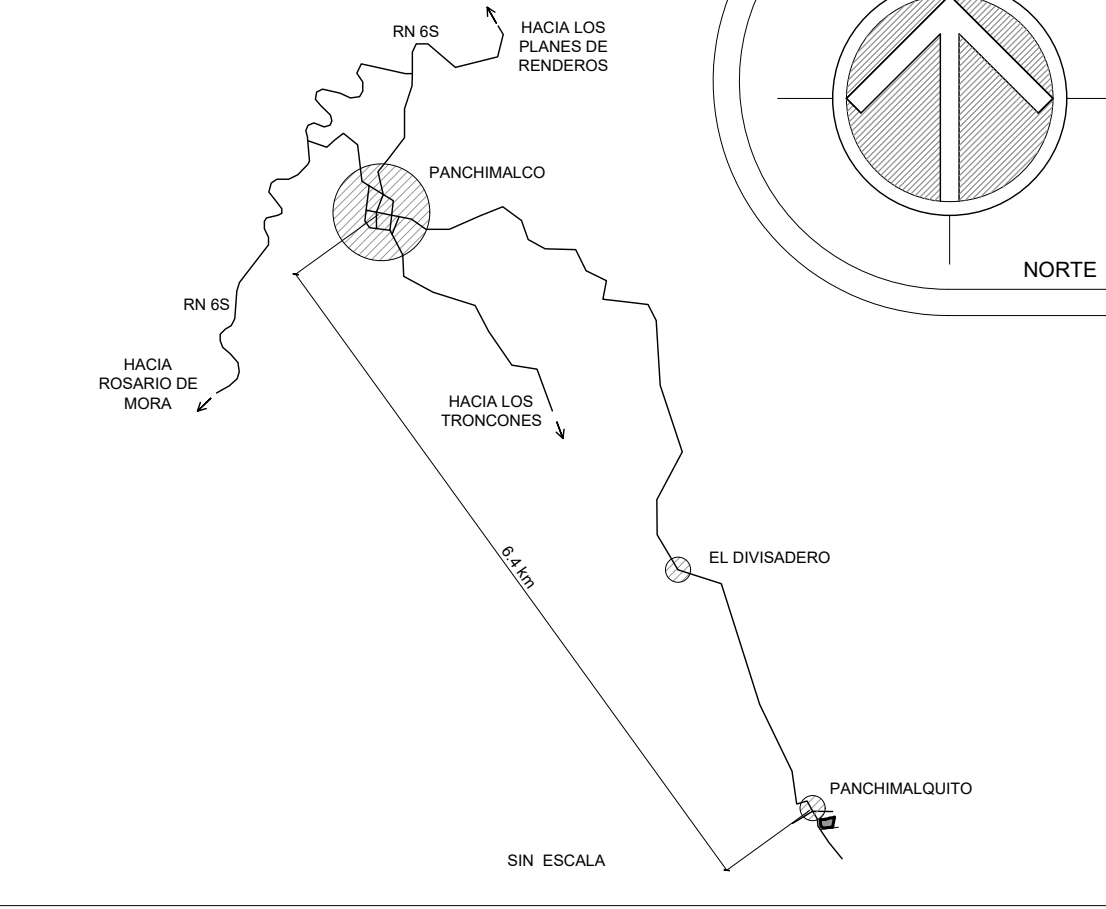 RN 6S
HACIA LOS
PLANES DE
RENDEROS
PANCHIMALCO
NORTE
RN 6S
HACIA
ROSARIO DE
MORA
HACIA LOS
TRONCONES
6.4 km
EL DIVISADERO
PANCHIMALQUITO
SIN ESCALA